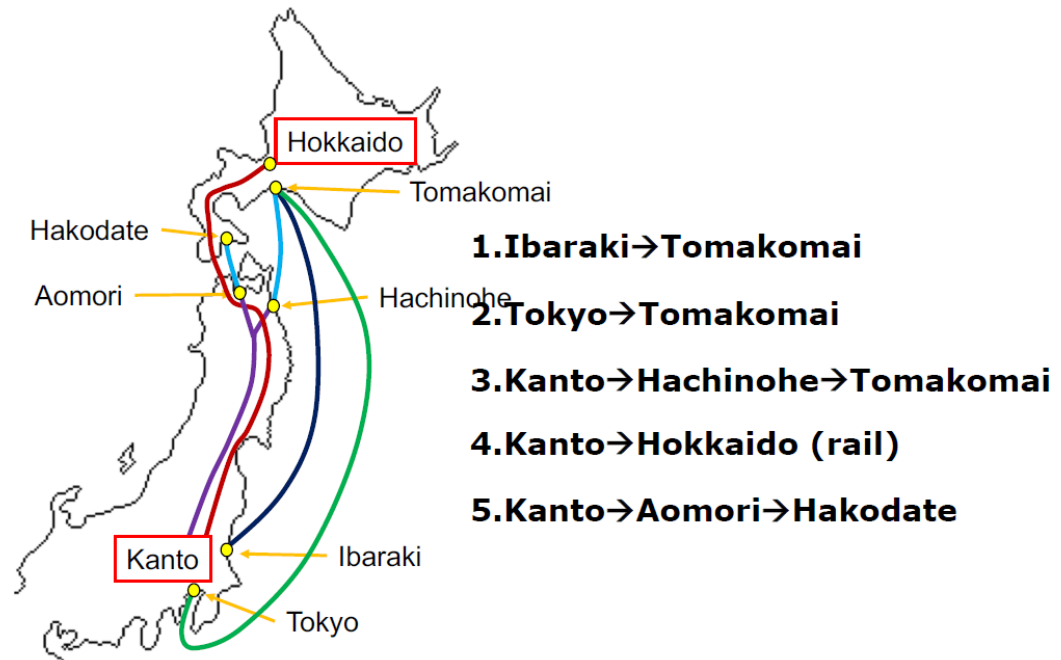 Hokkaido
Tomakomai
Hakodate
Aomori
Hachinohe
Kanto
Ibaraki
Tokyo
1.Ibaraki→Tomakomai
2.Tokyo→Tomakomai
3.Kanto→Hachinohe→Tomakomai
4.Kanto→Hokkaido (rail)
5.Kanto→Aomori→Hakodate